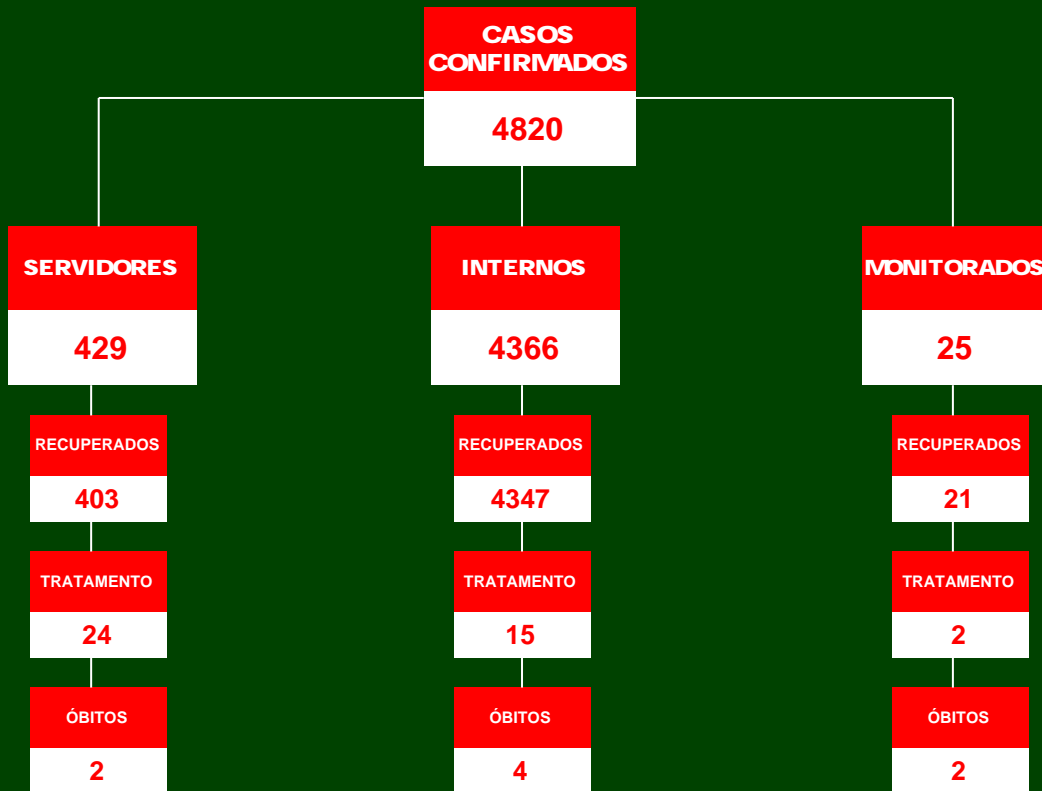 CASOS
CONFIRMADOS
4820
SERVIDORES
429
RECUPERADOS
403
TRATAMENTO
24
ÓBITOS
2
INTERNOS
4366
RECUPERADOS
4347
TRATAMENTO
15
ÓBITOS
4
MONITORADOS
25
RECUPERADOS
21
TRATAMENTO
2
ÓBITOS
2